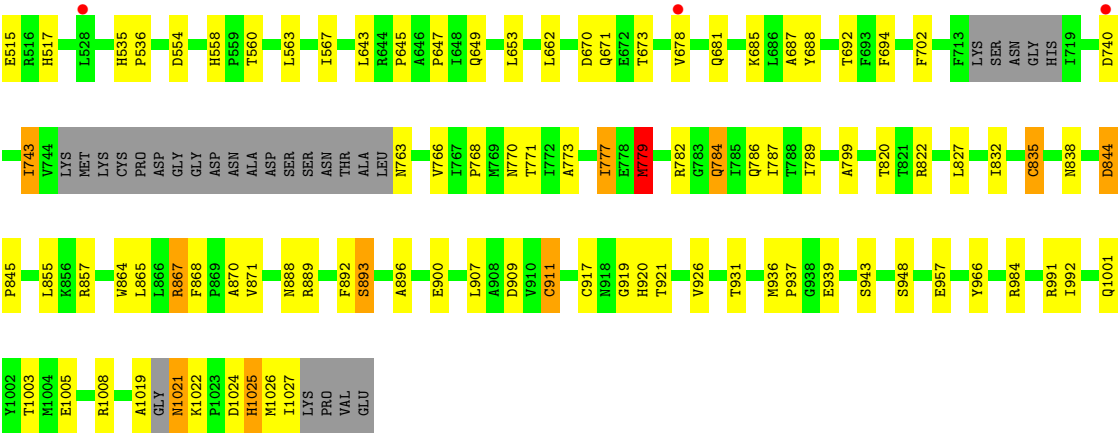 E515 R516 H517 L528 H535 P536 D554 H558 P559 T560 L563 I567 L643 R644 P645 A646 P647 I648 Q649 L653 L662 D670 Q671 E672 T673 V678 Q681 K685 L686 A687 Y688 T692 F693 F694 F702 F713 LYS SER ASN GLY HIS I719 D740
I743 V744 LYS MET LYS CYS PRO ASP GLY GLY ASP ASN ALA ASP SER SER ASN THR ALA LEU N763 V766 I767 P768 M769 N770 T771 I772 A773 I777 E778 M779 R782 G783 Q784 I785 Q786 I787 T788 I789 A799 T820 T821 R822 L827 I832 C835 N838 D844
P845 L855 K856 R857 W864 L865 L866 R867 F868 P869 A870 V871 N888 R889 F892 S893 A896 E900 L907 A908 D909 V910 C911 C917 N918 G919 H920 T921 V926 T931 M936 P937 G938 E939 S943 S948 E957 Y966 R984 R991 I992 Q1001
Y1002 T1003 M1004 E1005 R1008 A1019 GLY N1021 K1022 P1023 D1024 H1025 M1026 I1027 LYS PRO VAL GLU